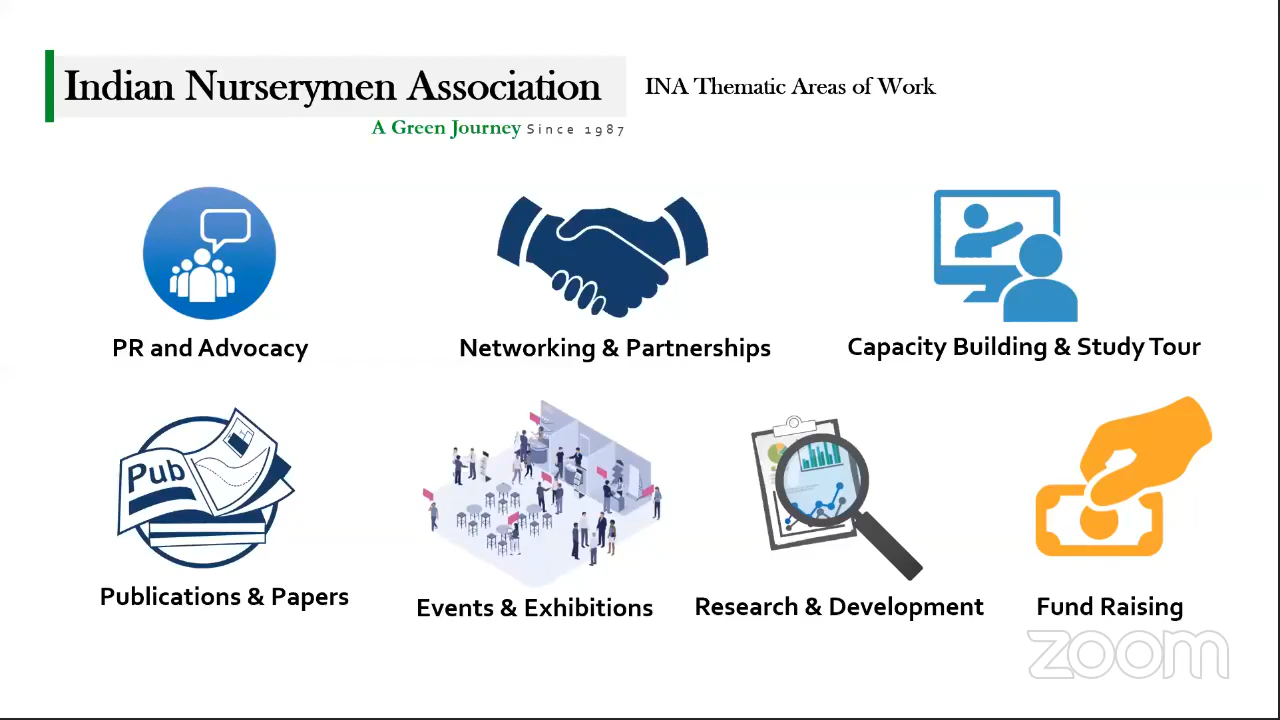 Indian Nurserymen Association
INA Thematic Areas of Work
A Green Journey Since 1987
PR and Advocacy
Networking & Partnerships
Capacity Building & Study Tour
Pub
Publications & Papers
Events & Exhibitions
Research & Development
Fund Raising
zoom